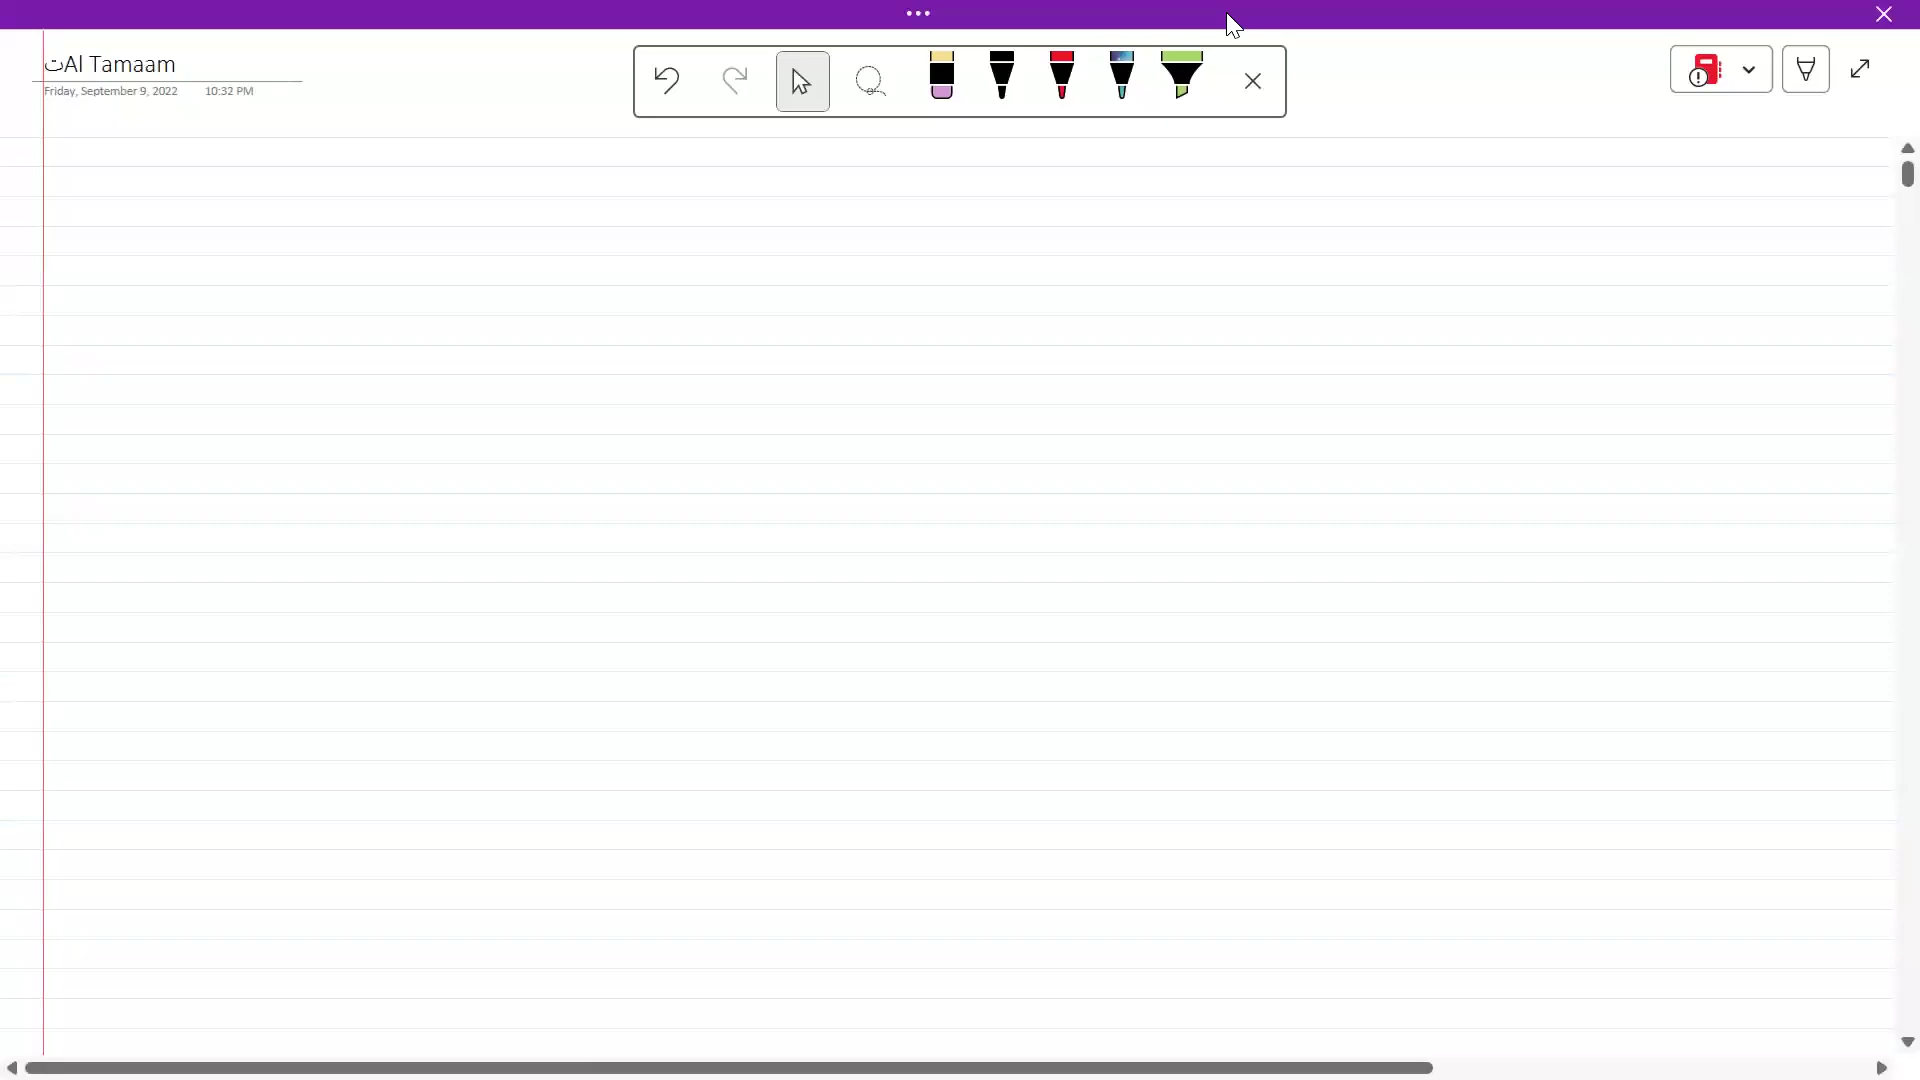 تAl Tamaam
Friday, September 9, 2022 10:32 PM